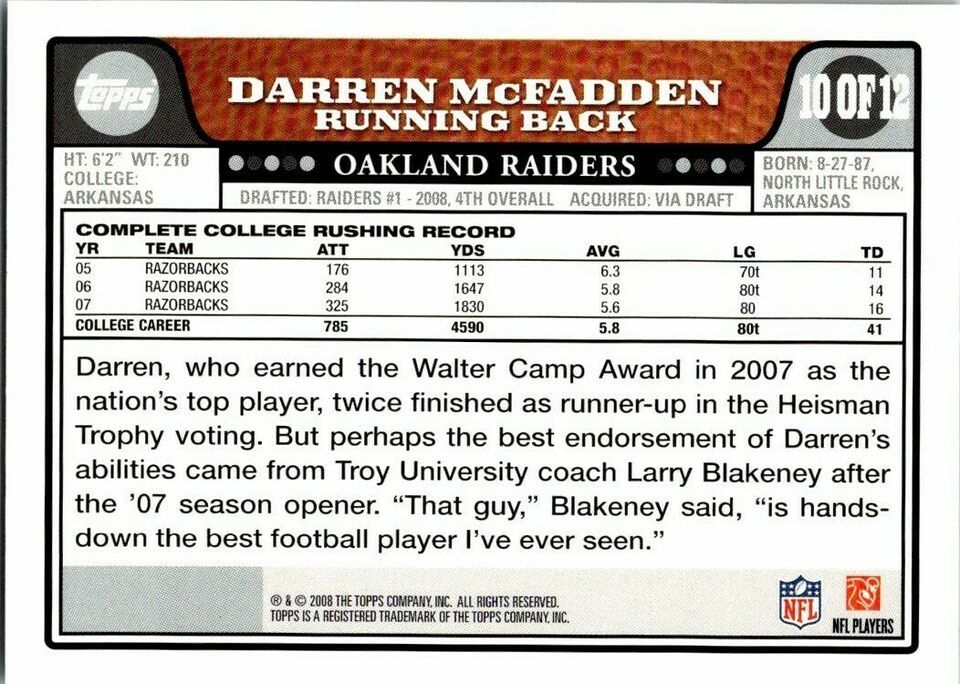 Topps
DARREN McFADDEN
RUNNING BACK
10 OF 12
HT: 6'2" WT: 210
COLLEGE:
ARKANSAS
OAKLAND RAIDERS
DRAFTED: RAIDERS #1 - 2008, 4TH OVERALL ACQUIRED: VIA DRAFT
BORN: 8-27-87,
NORTH LITTLE ROCK,
ARKANSAS
COMPLETE COLLEGE RUSHING RECORD
YR TEAM ATT YDS AVG LG TD
05 RAZORBACKS 176 1113 6.3 70t 11
06 RAZORBACKS 284 1647 5.8 80t 14
07 RAZORBACKS 325 1830 5.6 80 16
COLLEGE CAREER 785 4590 5.8 80t 41
Darren, who earned the Walter Camp Award in 2007 as the
nation's top player, twice finished as runner-up in the Heisman
Trophy voting. But perhaps the best endorsement of Darren's
abilities came from Troy University coach Larry Blakeney after
the '07 season opener. "That guy," Blakeney said, "is hands-
down the best football player I've ever seen."
® & © 2008 THE TOPPS COMPANY, INC. ALL RIGHTS RESERVED.
TOPPS IS A REGISTERED TRADEMARK OF THE TOPPS COMPANY, INC.
NFL
NFL PLAYERS